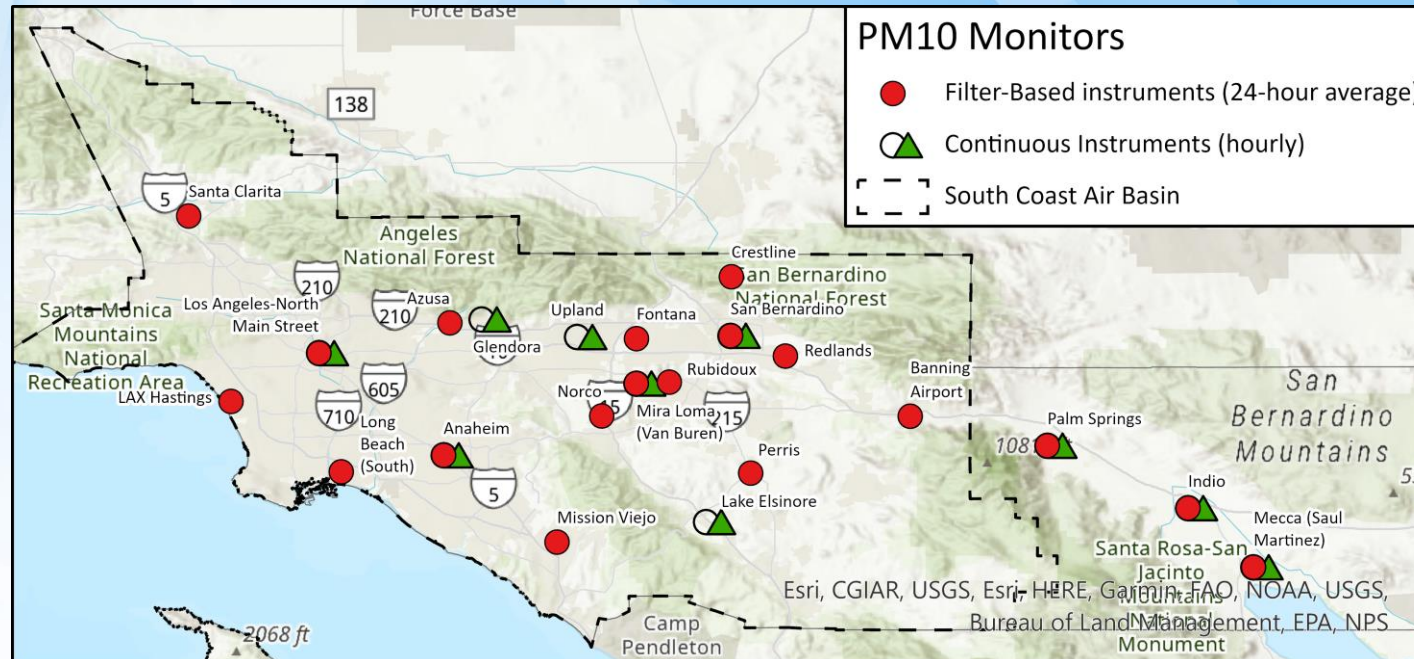 Force Base
PM10 Monitors
Filter-Based instruments (24-hour average)
Continuous Instruments (hourly)
South Coast Air Basin
138
5
Santa Clarita
Angeles
National Forest
Crestline
San Bernardino
National Forest
210
Los Angeles-North
Main Street
210
Azusa
Glendora
Upland
Fontana
San Bernardino
Redlands
Santa Monica
Mountains
National
Recreation Area
LAX Hastings
605
710
Long
Beach
(South)
Anaheim
5
Norco
15
Rubidoux
Mira Loma
(Van Buren)
215
Banning
Airport
Perris
Lake Elsinore
Mission Viejo
Palm Springs
San
Bernardino
Mountains
Indio
Mecca (Saul
Martinez)
Santa Rosa-San
Jacinto
Mountains
National
Monument
2068 ft
Camp
Pendleton
Esri, CGIAR, USGS, Esri, HERE, Garmin, FAO, NOAA, USGS,
Bureau of Land Management, EPA, NPS